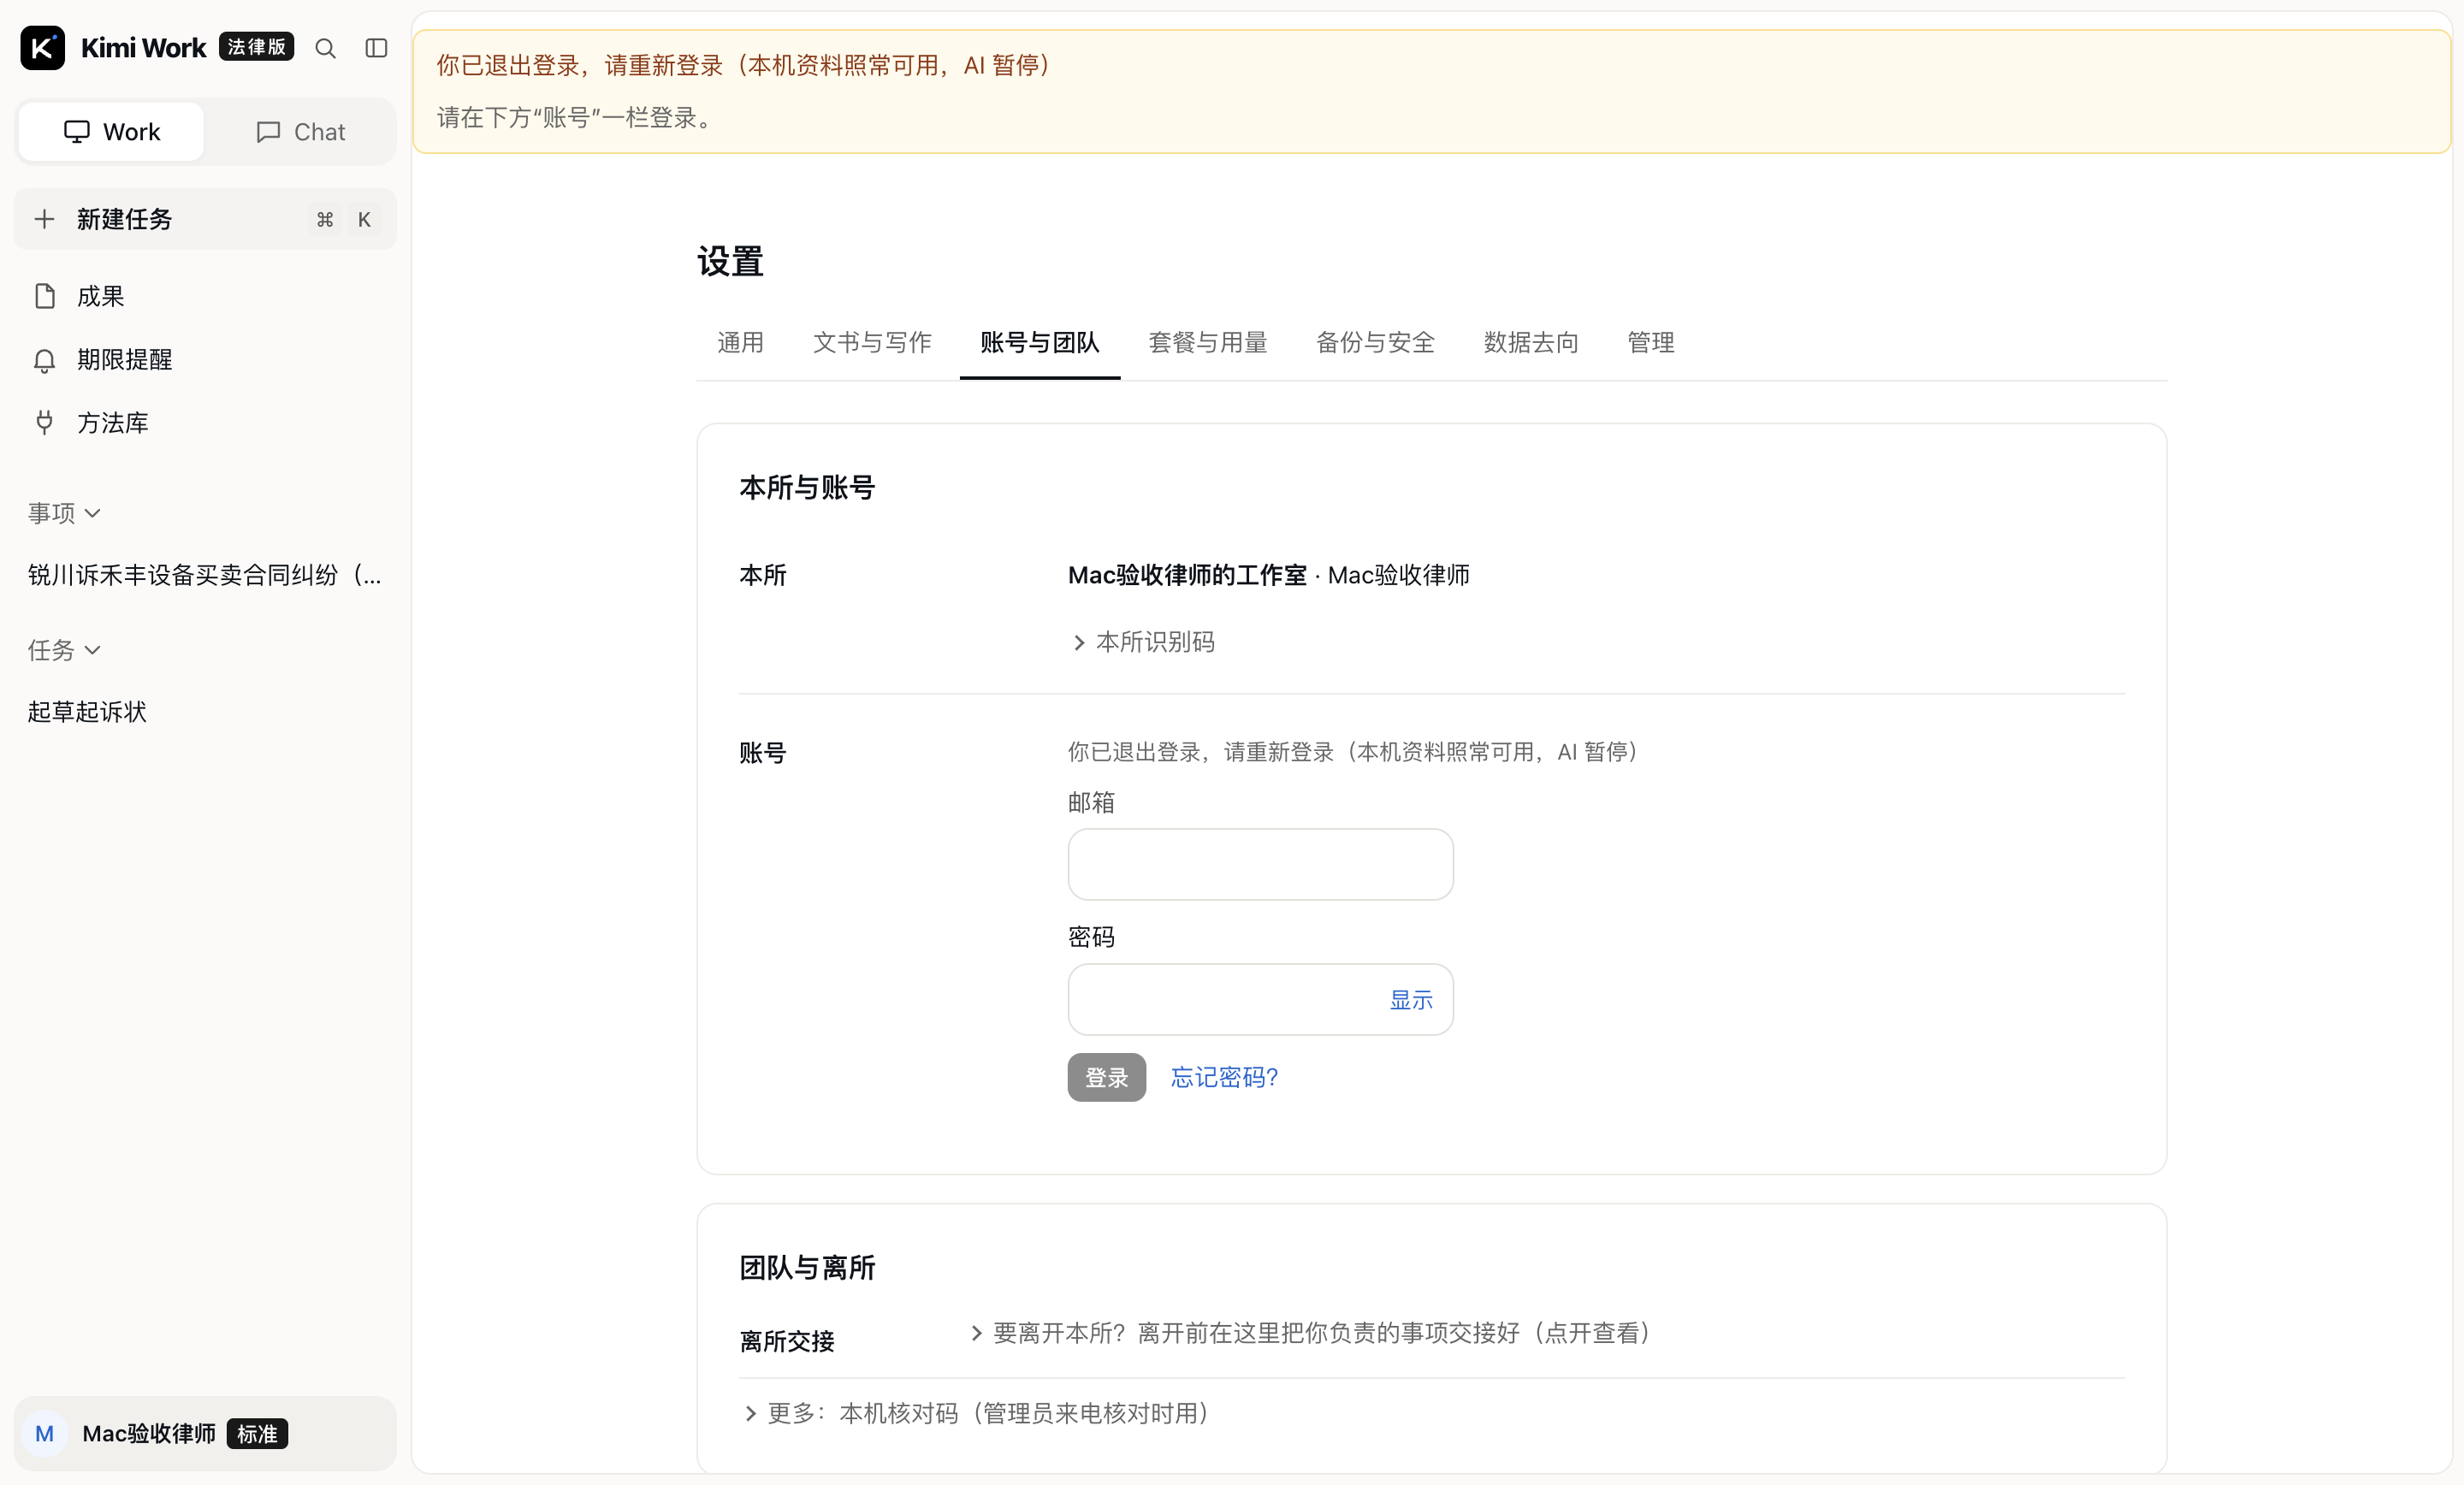 Kimi Work 法律版
Work
Chat
新建任务 ⌘ K
成果
期限提醒
方法库
事项
锐川诉禾丰设备买卖合同纠纷（...
任务
起草起诉状
M Mac验收律师 标准
你已退出登录，请重新登录（本机资料照常可用，AI 暂停）
请在下方“账号”一栏登录。
设置
通用 文书与写作 账号与团队 套餐与用量 备份与安全 数据去向 管理
本所与账号
本所 Mac验收律师的工作室 · Mac验收律师
本所识别码
账号 你已退出登录，请重新登录（本机资料照常可用，AI 暂停）
邮箱
密码
显示
登录 忘记密码?
团队与离所
离所交接 要离开本所？离开前在这里把你负责的事项交接好（点开查看）
更多：本机核对码（管理员来电核对时用）